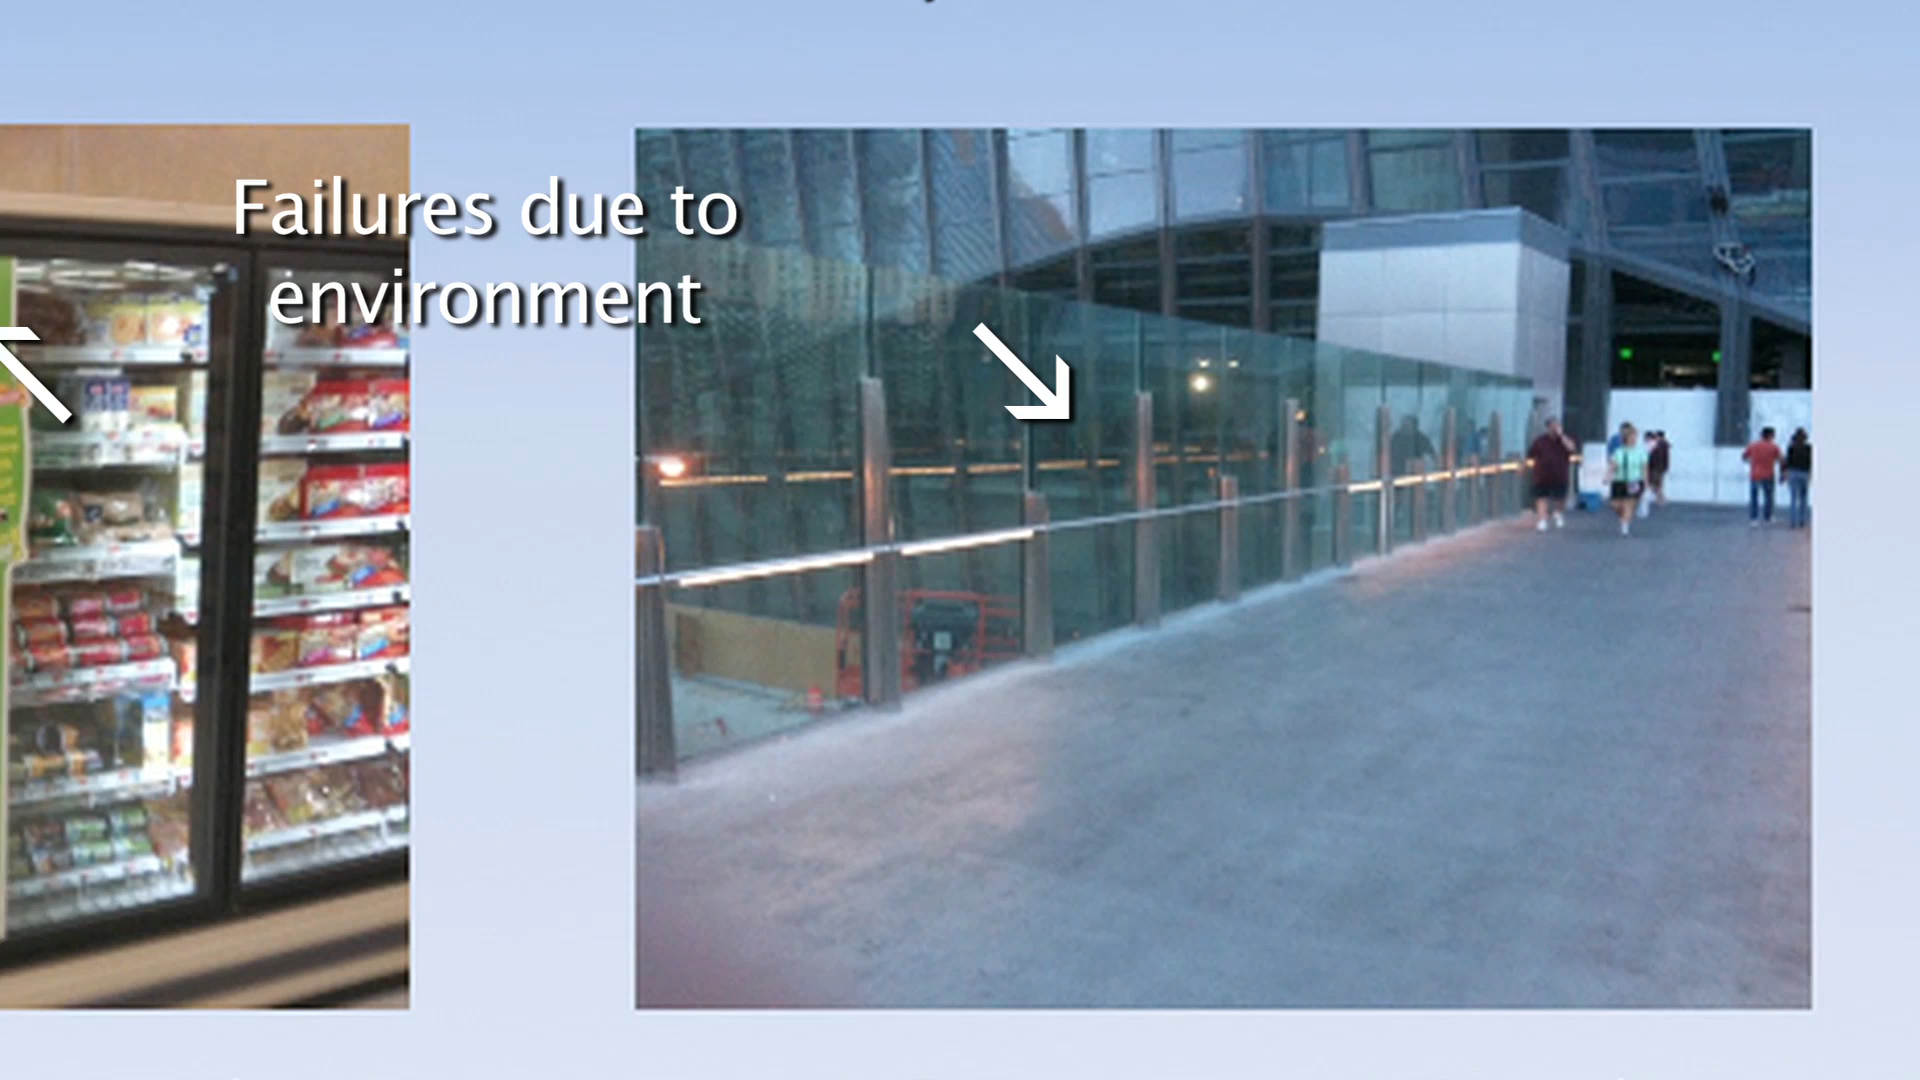 Failures due to
environment